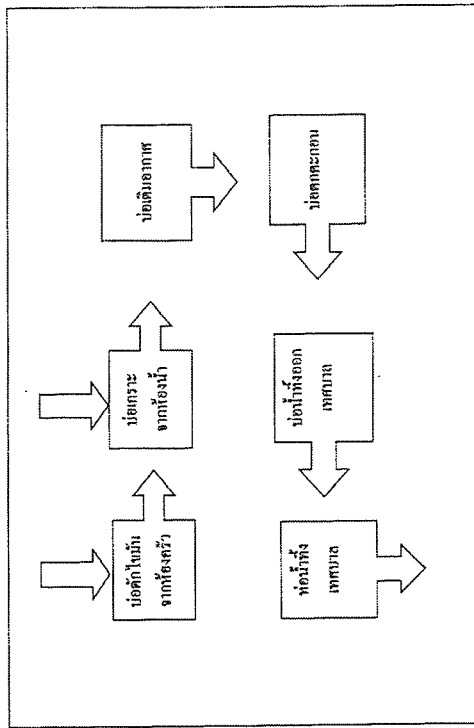 บ่อดักไขมัน
จากห้องครัว
บ่อเกรอะ
จากห้องน้ำ
บ่อเติมอากาศ
บ่อตกตะกอน
บ่อน้ำทิ้งออก
เทศบาล
ท่อน้ำทิ้ง
เทศบาล